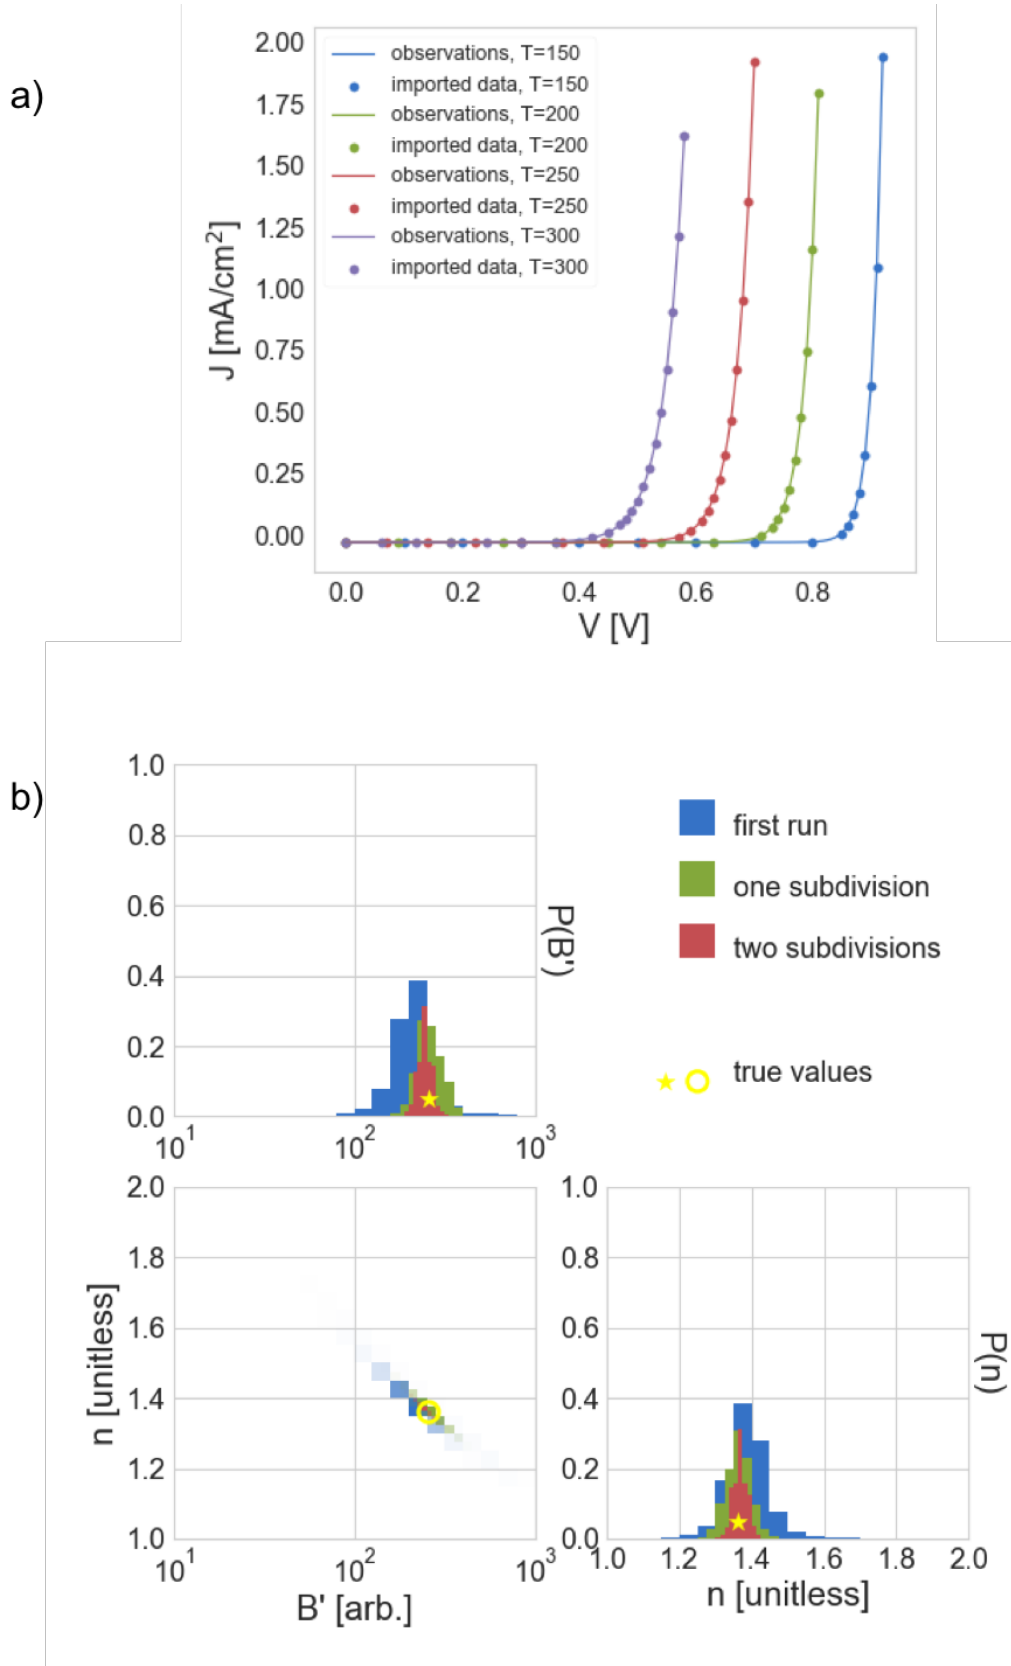 a)
2.00
1.75
1.50
1.25
1.00
0.75
0.50
0.25
0.00
J [mA/cm²]
observations, T=150
imported data, T=150
observations, T=200
imported data, T=200
observations, T=250
imported data, T=250
observations, T=300
imported data, T=300
0.0 0.2 0.4 0.6 0.8
V [V]
b)
1.0
0.8
0.6
0.4
0.2
0.0
10¹ 10² 10³
P(B')
first run
one subdivision
two subdivisions
true values
2.0
1.8
1.6
1.4
1.2
1.0
n [unitless]
10¹ 10² 10³
B' [arb.]
1.0
0.8
0.6
0.4
0.2
0.0
1.0 1.2 1.4 1.6 1.8 2.0
n [unitless]
P(n)